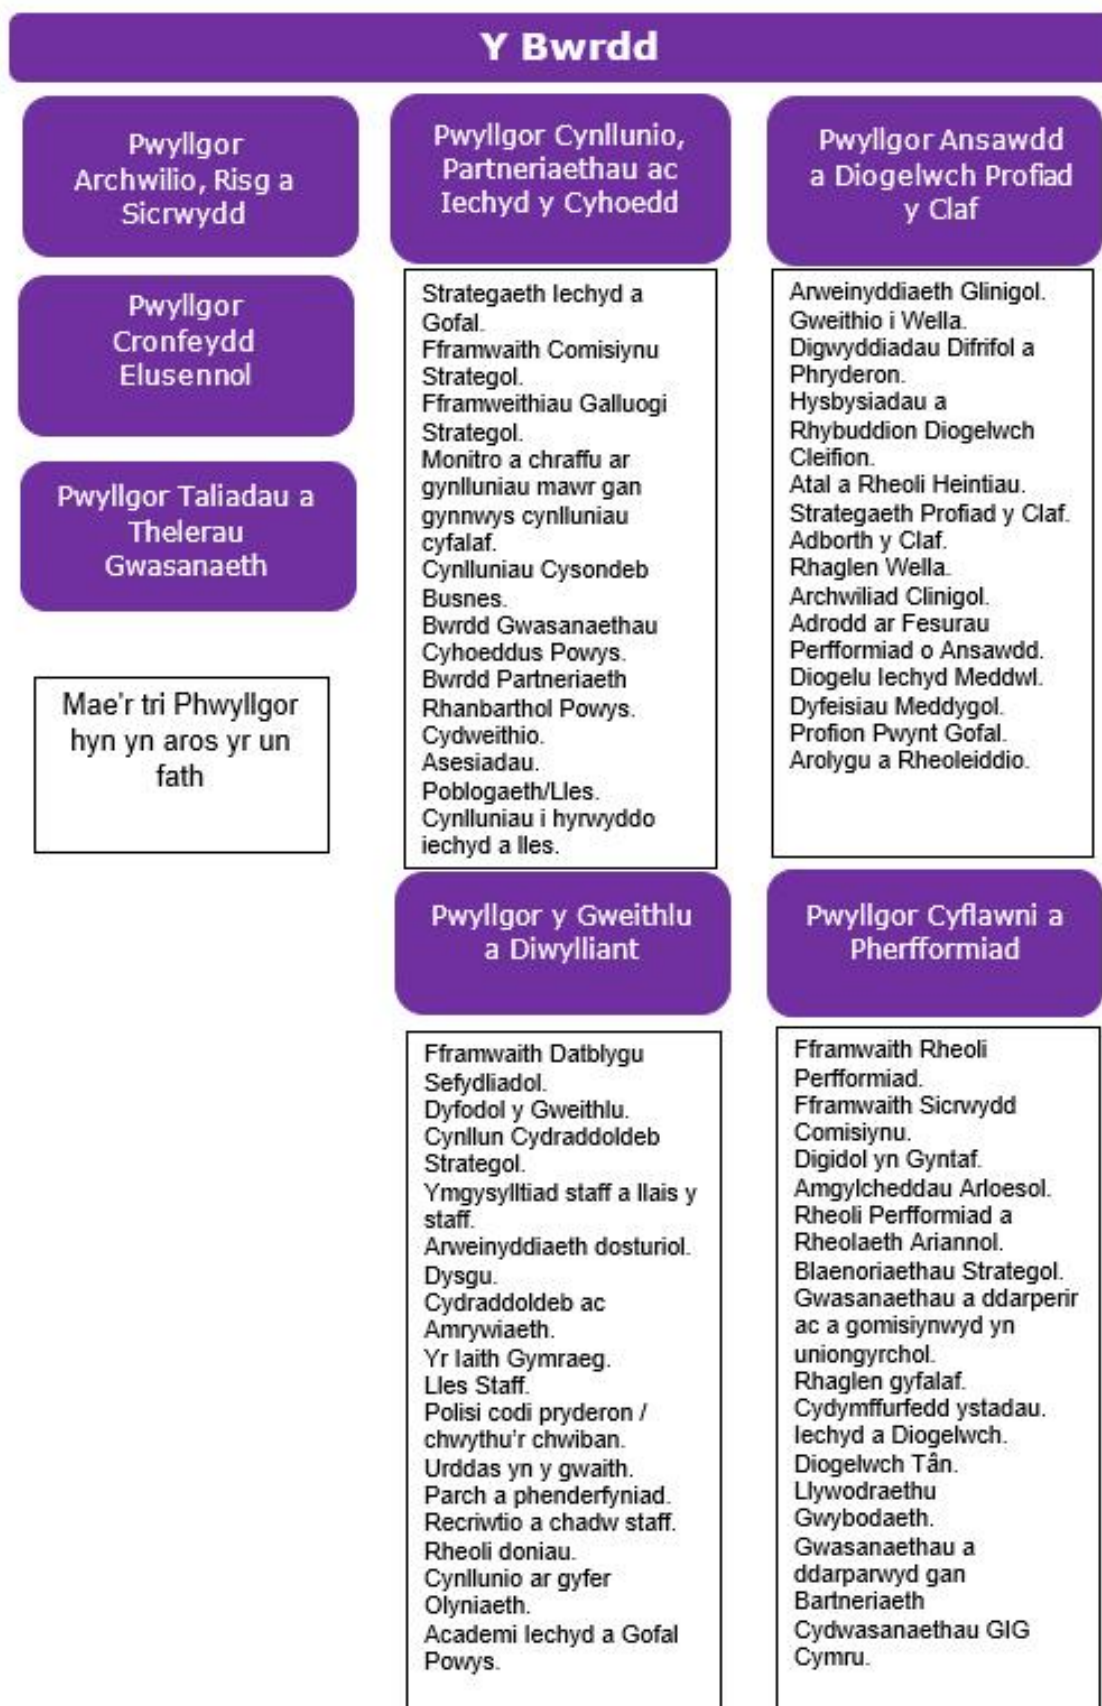 Y Bwrdd
Pwyllgor
Archwilio, Risg a
Sicrwydd
Pwyllgor
Cronfeydd
Elusennol
Pwyllgor Taliadau a
Thelerau
Gwasanaeth
Mae'r tri Phwyllgor
hyn yn aros yr un
fath
Pwyllgor Cynllunio,
Partneriaethau ac
Iechyd y Cyhoedd
Strategaeth Iechyd a
Gofal.
Fframwaith Comisiynu
Strategol.
Fframweithiau Galluogi
Strategol.
Monitro a chraffu ar
gynlluniau mawr gan
gynnwys cynlluniau
cyfalaf.
Cynlluniau Cysondeb
Busnes.
Bwrdd Gwasanaethau
Cyhoeddus Powys.
Bwrdd Partneriaeth
Rhanbarthol Powys.
Cydweithio.
Asesiadau.
Poblogaeth/Lles.
Cynlluniau i hyrwyddo
iechyd a lles.
Pwyllgor Ansawdd
a Diogelwch Profiad
y Claf
Arweinyddiaeth Glinigol.
Gweithio i Wella.
Digwyddiadau Difrifol a
Phryderon.
Hysbysiadau a
Rhybuddion Diogelwch
Cleifion.
Atal a Rheoli Heintiau.
Strategaeth Profiad y Claf.
Adborth y Claf.
Rhaglen Wella.
Archwiliad Clinigol.
Adrodd ar Fesurau
Perfformiad o Ansawdd.
Diogelu Iechyd Meddwl.
Dyfeisiau Meddygol.
Profion Pwynt Gofal.
Arolygu a Rheoleiddio.
Pwyllgor y Gweithlu
a Diwylliant
Fframwaith Datblygu
Sefydliadol.
Dyfodol y Gweithlu.
Cynllun Cydraddoldeb
Strategol.
Ymgysylltiad staff a llais y
staff.
Arweinyddiaeth dosturiol.
Dysgu.
Cydraddoldeb ac
Amrywiaeth.
Yr Iaith Gymraeg.
Lles Staff.
Polisi codi pryderon /
chwythu'r chwiban.
Urddas yn y gwaith.
Parch a phenderfyniad.
Recriwtio a chadw staff.
Rheoli doniau.
Cynllunio ar gyfer
Olyniaeth.
Academi Iechyd a Gofal
Powys.
Pwyllgor Cyflawni a
Pherfformiad
Fframwaith Rheoli
Perfformiad.
Fframwaith Sicrwydd
Comisiynu.
Digidol yn Gyntaf.
Amgylcheddau Arloesol.
Rheoli Perfformiad a
Rheolaeth Ariannol.
Blaenoriaethau Strategol.
Gwasanaethau a ddarperir
ac a gomisiynwyd yn
uniongyrchol.
Rhaglen gyfalaf.
Cydymffurfedd ystadau.
Iechyd a Diogelwch.
Diogelwch Tân.
Llywodraethu
Gwybodaeth.
Gwasanaethau a
ddarparwyd gan
Bartneriaeth
Cydwasanaethau GIG
Cymru.